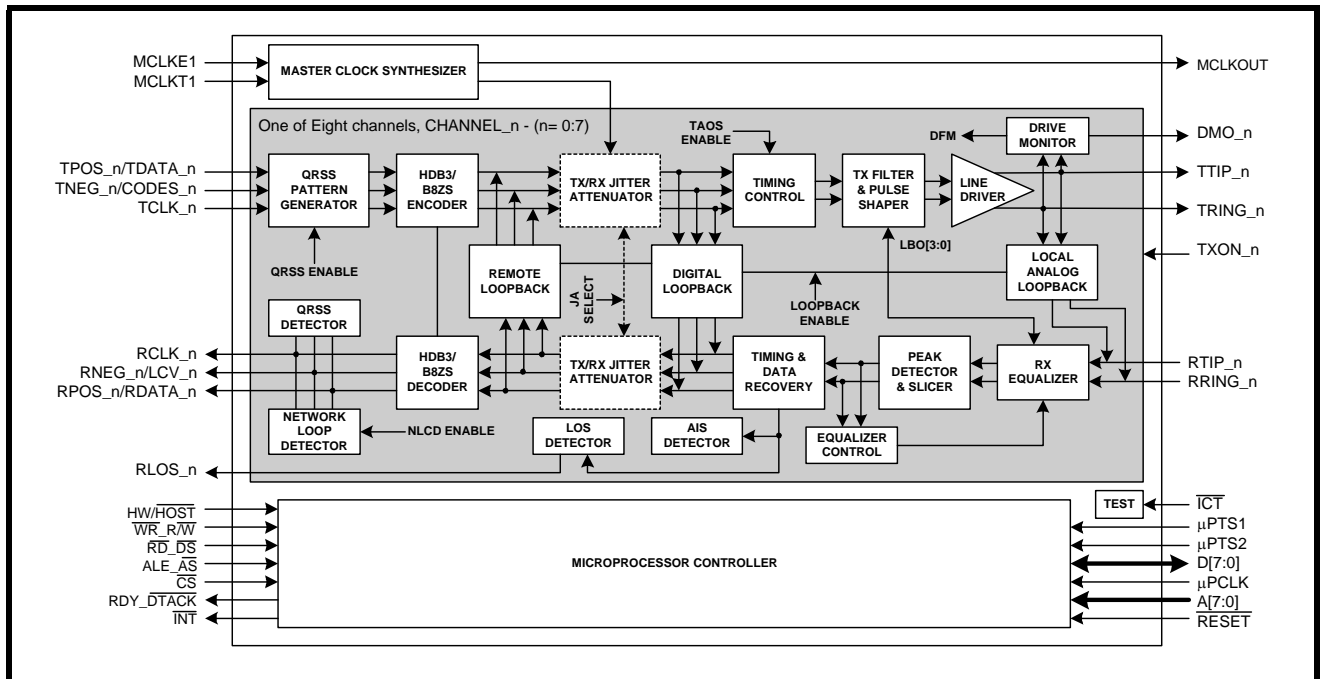 MCLKE1
MCLKT1
MASTER CLOCK SYNTHESIZER
MCLKOUT
One of Eight channels, CHANNEL_n - (n= 0:7)
TAOS
ENABLE
DFM
DRIVE
MONITOR
DMO_n
TPOS_n/TDATA_n
TNEG_n/CODES_n
TCLK_n
QRSS
PATTERN
GENERATOR
HDB3/
B8ZS
ENCODER
TX/RX JITTER
ATTENUATOR
TIMING
CONTROL
TX FILTER
& PULSE
SHAPER
LINE
DRIVER
TTIP_n
TRING_n
TXON_n
QRSS ENABLE
REMOTE
LOOPBACK
JA
SELECT
DIGITAL
LOOPBACK
LOOPBACK
ENABLE
LBO[3:0]
LOCAL
ANALOG
LOOPBACK
QRSS
DETECTOR
RCLK_n
RNEG_n/LCV_n
RPOS_n/RDATA_n
HDB3/
B8ZS
DECODER
TX/RX JITTER
ATTENUATOR
TIMING &
DATA
RECOVERY
PEAK
DETECTOR
& SLICER
RX
EQUALIZER
RTIP_n
RRING_n
NETWORK
LOOP
DETECTOR
NLCD ENABLE
LOS
DETECTOR
AIS
DETECTOR
EQUALIZER
CONTROL
RLOS_n
TEST
ICT
HW/HOST
WR_R/W
RD_DS
ALE_AS
CS
RDY_DTACK
INT
MICROPROCESSOR CONTROLLER
µPTS1
µPTS2
D[7:0]
µPCLK
A[7:0]
RESET